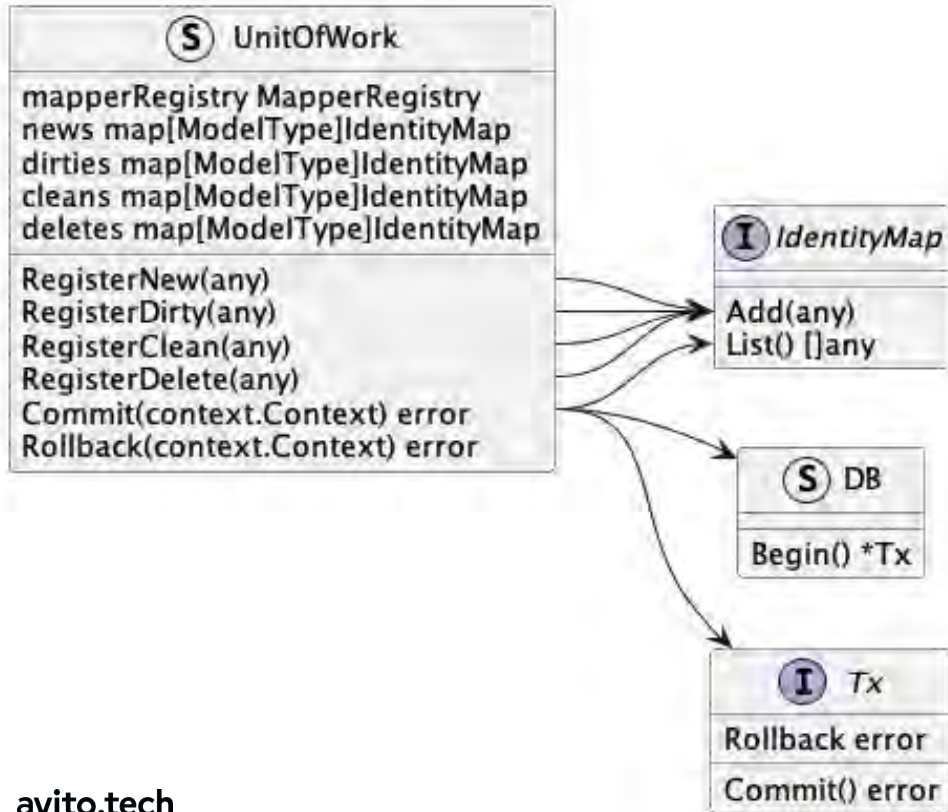 S UnitOfWork
mapperRegistry MapperRegistry
news map[ModelType]IdentityMap
dirties map[ModelType]IdentityMap
cleans map[ModelType]IdentityMap
deletes map[ModelType]IdentityMap
RegisterNew(any)
RegisterDirty(any)
RegisterClean(any)
RegisterDelete(any)
Commit(context.Context) error
Rollback(context.Context) error
I IdentityMap
Add(any)
List() []any
S DB
Begin() *Tx
I Tx
Rollback error
Commit() error
avito.tech